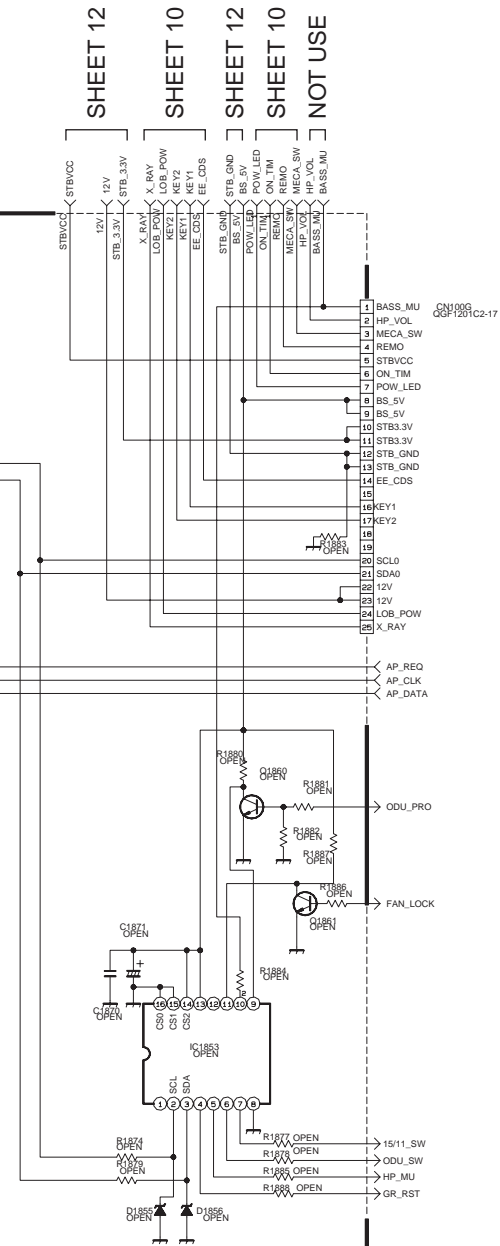 SHEET 12
SHEET 10
SHEET 12
SHEET 10
NOT USE
STBVCC
12V
STB_3.3V
X_RAY
LOB_POW
KEY2
KEY1
EE_CDS
STB_GND
BS_5V
POW_LED
ON_TIM
REMO
MECA_SW
HP_VOL
BASS_MU
STBVCC
12V
STB_3.3V
X_RAY
LOB_POW
KEY2
KEY1
EE_CDS
STB_GND
BS_5V
POW_LED
ON_TIM
REMO
MECA_SW
HP_VOL
BASS_MU
1 BASS_MU CN100G
QGF1201C2-17
2 HP_VOL
3 MECA_SW
4 REMO
5 STBVCC
6 ON_TIM
7 POW_LED
8 BS_5V
9 BS_5V
10 STB3.3V
11 STB3.3V
12 STB_GND
13 STB_GND
14 EE_CDS
15
16 KEY1
17 KEY2
18
R1883
OPEN
19
20 SCL0
21 SDA0
22 12V
23 12V
24 LOB_POW
25 X_RAY
AP_REQ
AP_CLK
AP_DATA
R1880
OPEN
Q1860
OPEN
R1881
OPEN
ODU_PRO
R1882
OPEN
R1887
OPEN
R1886
OPEN
FAN_LOCK
Q1861
OPEN
C1871
OPEN
+
R1884
OPEN
C1870
OPEN
16 15 14 13 12 11 10 9
CS0 CS1 CS2
IC1853
OPEN
SCL SDA
1 2 3 4 5 6 7 8
R1877 OPEN 15/11_SW
R1874
OPEN
R1878 OPEN ODU_SW
R1879
OPEN
R1885 OPEN HP_MU
R1888 OPEN GR_RST
D1855
OPEN
D1856
OPEN